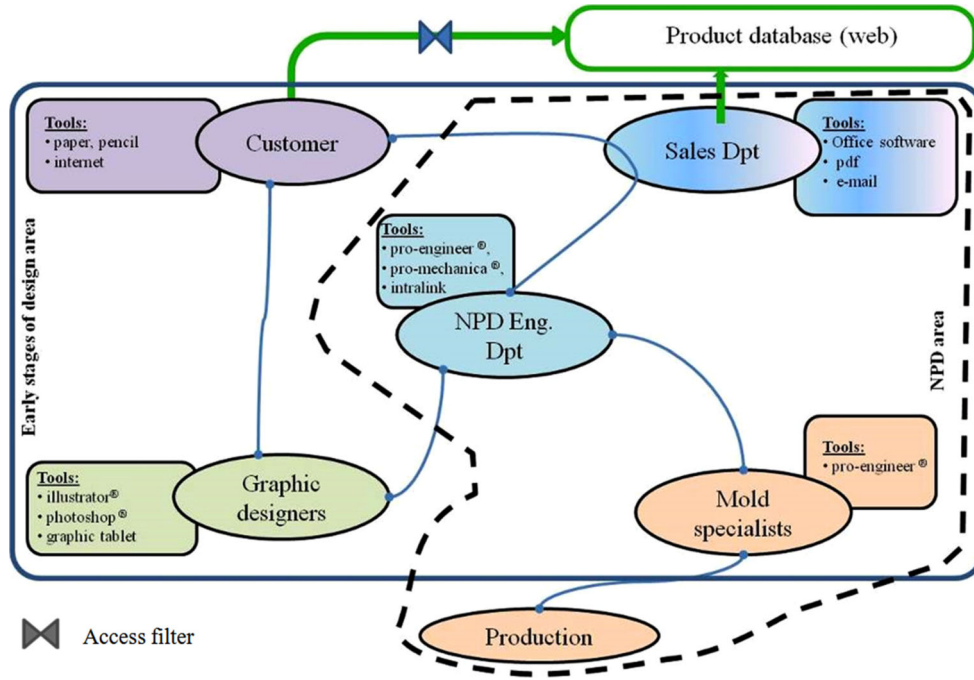 Product database (web)
Tools:
• paper, pencil
• internet
Customer
Sales Dpt
Tools:
• Office software
• pdf
• e-mail
Tools:
• pro-engineer ®,
• pro-mechanica ®,
• intralink
NPD Eng.
Dpt
Early stages of design area
NPD area
Tools:
• illustrator®
• photoshop ®
• graphic tablet
Graphic
designers
Tools:
• pro-engineer ®
Mold
specialists
Production
Access filter